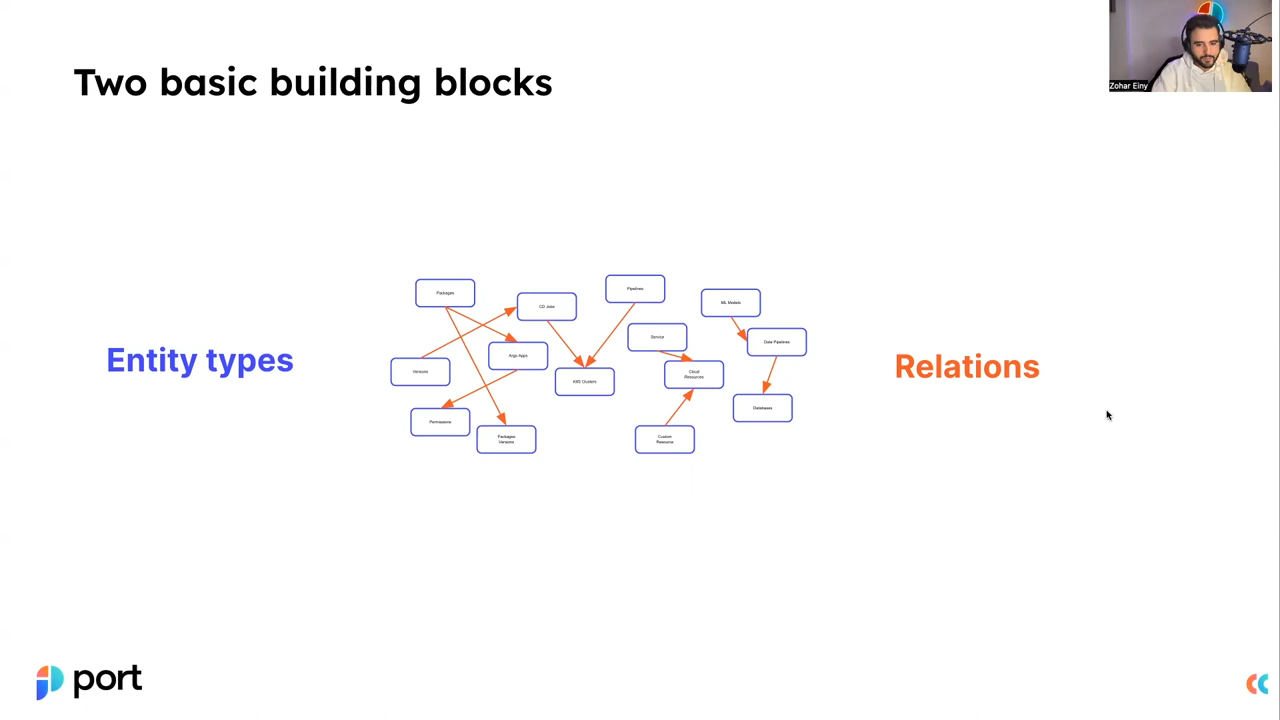 Zohar Einy
Two basic building blocks
Entity types
Packages
CD Jobs
Pipelines
ML Models
Service
Data Pipelines
Argo Apps
Versions
Cloud
Resources
K8S Clusters
Databases
Permissions
Packages
Versions
Custom
Resource
Relations
port